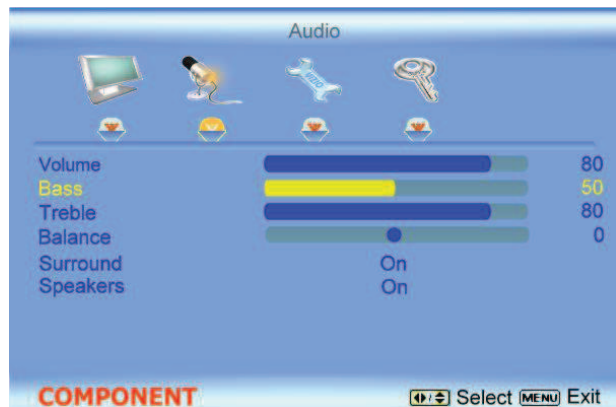 Audio
Volume 80
Bass 50
Treble 80
Balance 0
Surround On
Speakers On
COMPONENT Select MENU Exit